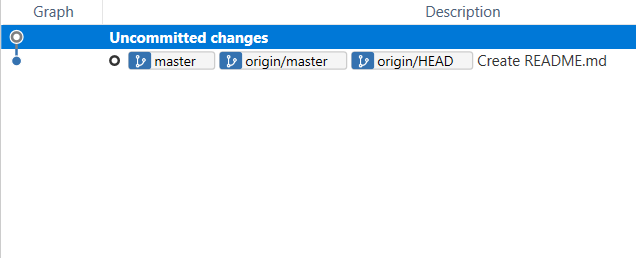 Graph Description
Uncommitted changes
master origin/master origin/HEAD Create README.md